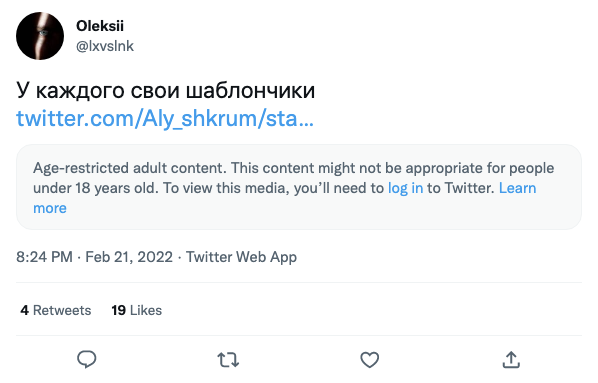 Oleksii
@lxvslnk
У каждого свои шаблончики
twitter.com/Aly_shkrum/sta...
Age-restricted adult content. This content might not be appropriate for people
under 18 years old. To view this media, you’ll need to log in to Twitter. Learn
more
8:24 PM · Feb 21, 2022 · Twitter Web App
4 Retweets 19 Likes